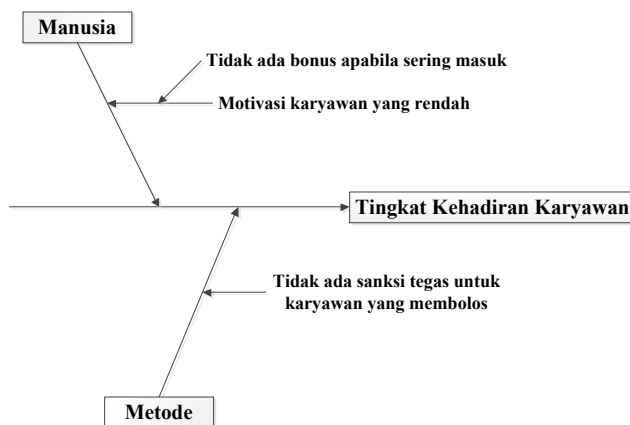 Manusia
Tidak ada bonus apabila sering masuk
Motivasi karyawan yang rendah
Tingkat Kehadiran Karyawan
Tidak ada sanksi tegas untuk
karyawan yang membolos
Metode